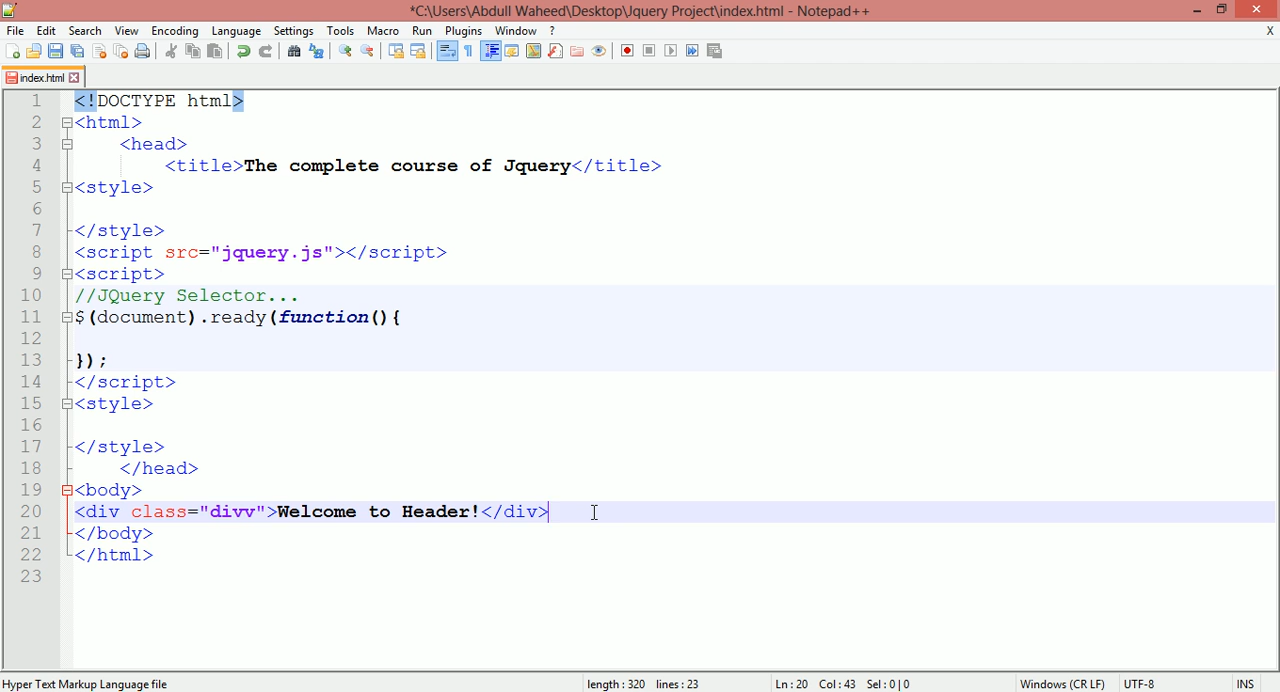 *C:\Users\Abdull Waheed\Desktop\Jquery Project\index.html - Notepad++
File Edit Search View Encoding Language Settings Tools Macro Run Plugins Window ? X
index.html
1 <!DOCTYPE html>
2 <html>
3 <head>
4 <title>The complete course of Jquery</title>
5 <style>
6
7 </style>
8 <script src="jquery.js"></script>
9 <script>
10 //JQuery Selector...
11 $(document).ready(function(){
12
13 });
14 </script>
15 <style>
16
17 </style>
18 </head>
19 <body>
20 <div class="divv">Welcome to Header!</div>
21 </body>
22 </html>
23
Hyper Text Markup Language file length : 320 lines : 23 Ln : 20 Col : 43 Sel : 0 | 0 Windows (CR LF) UTF-8 INS